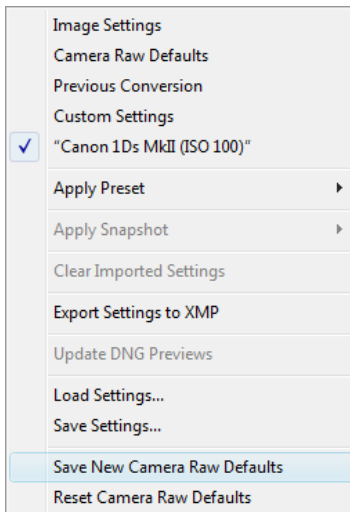 Image Settings
Camera Raw Defaults
Previous Conversion
Custom Settings
"Canon 1Ds MkII (ISO 100)"
Apply Preset
Apply Snapshot
Clear Imported Settings
Export Settings to XMP
Update DNG Previews
Load Settings...
Save Settings...
Save New Camera Raw Defaults
Reset Camera Raw Defaults